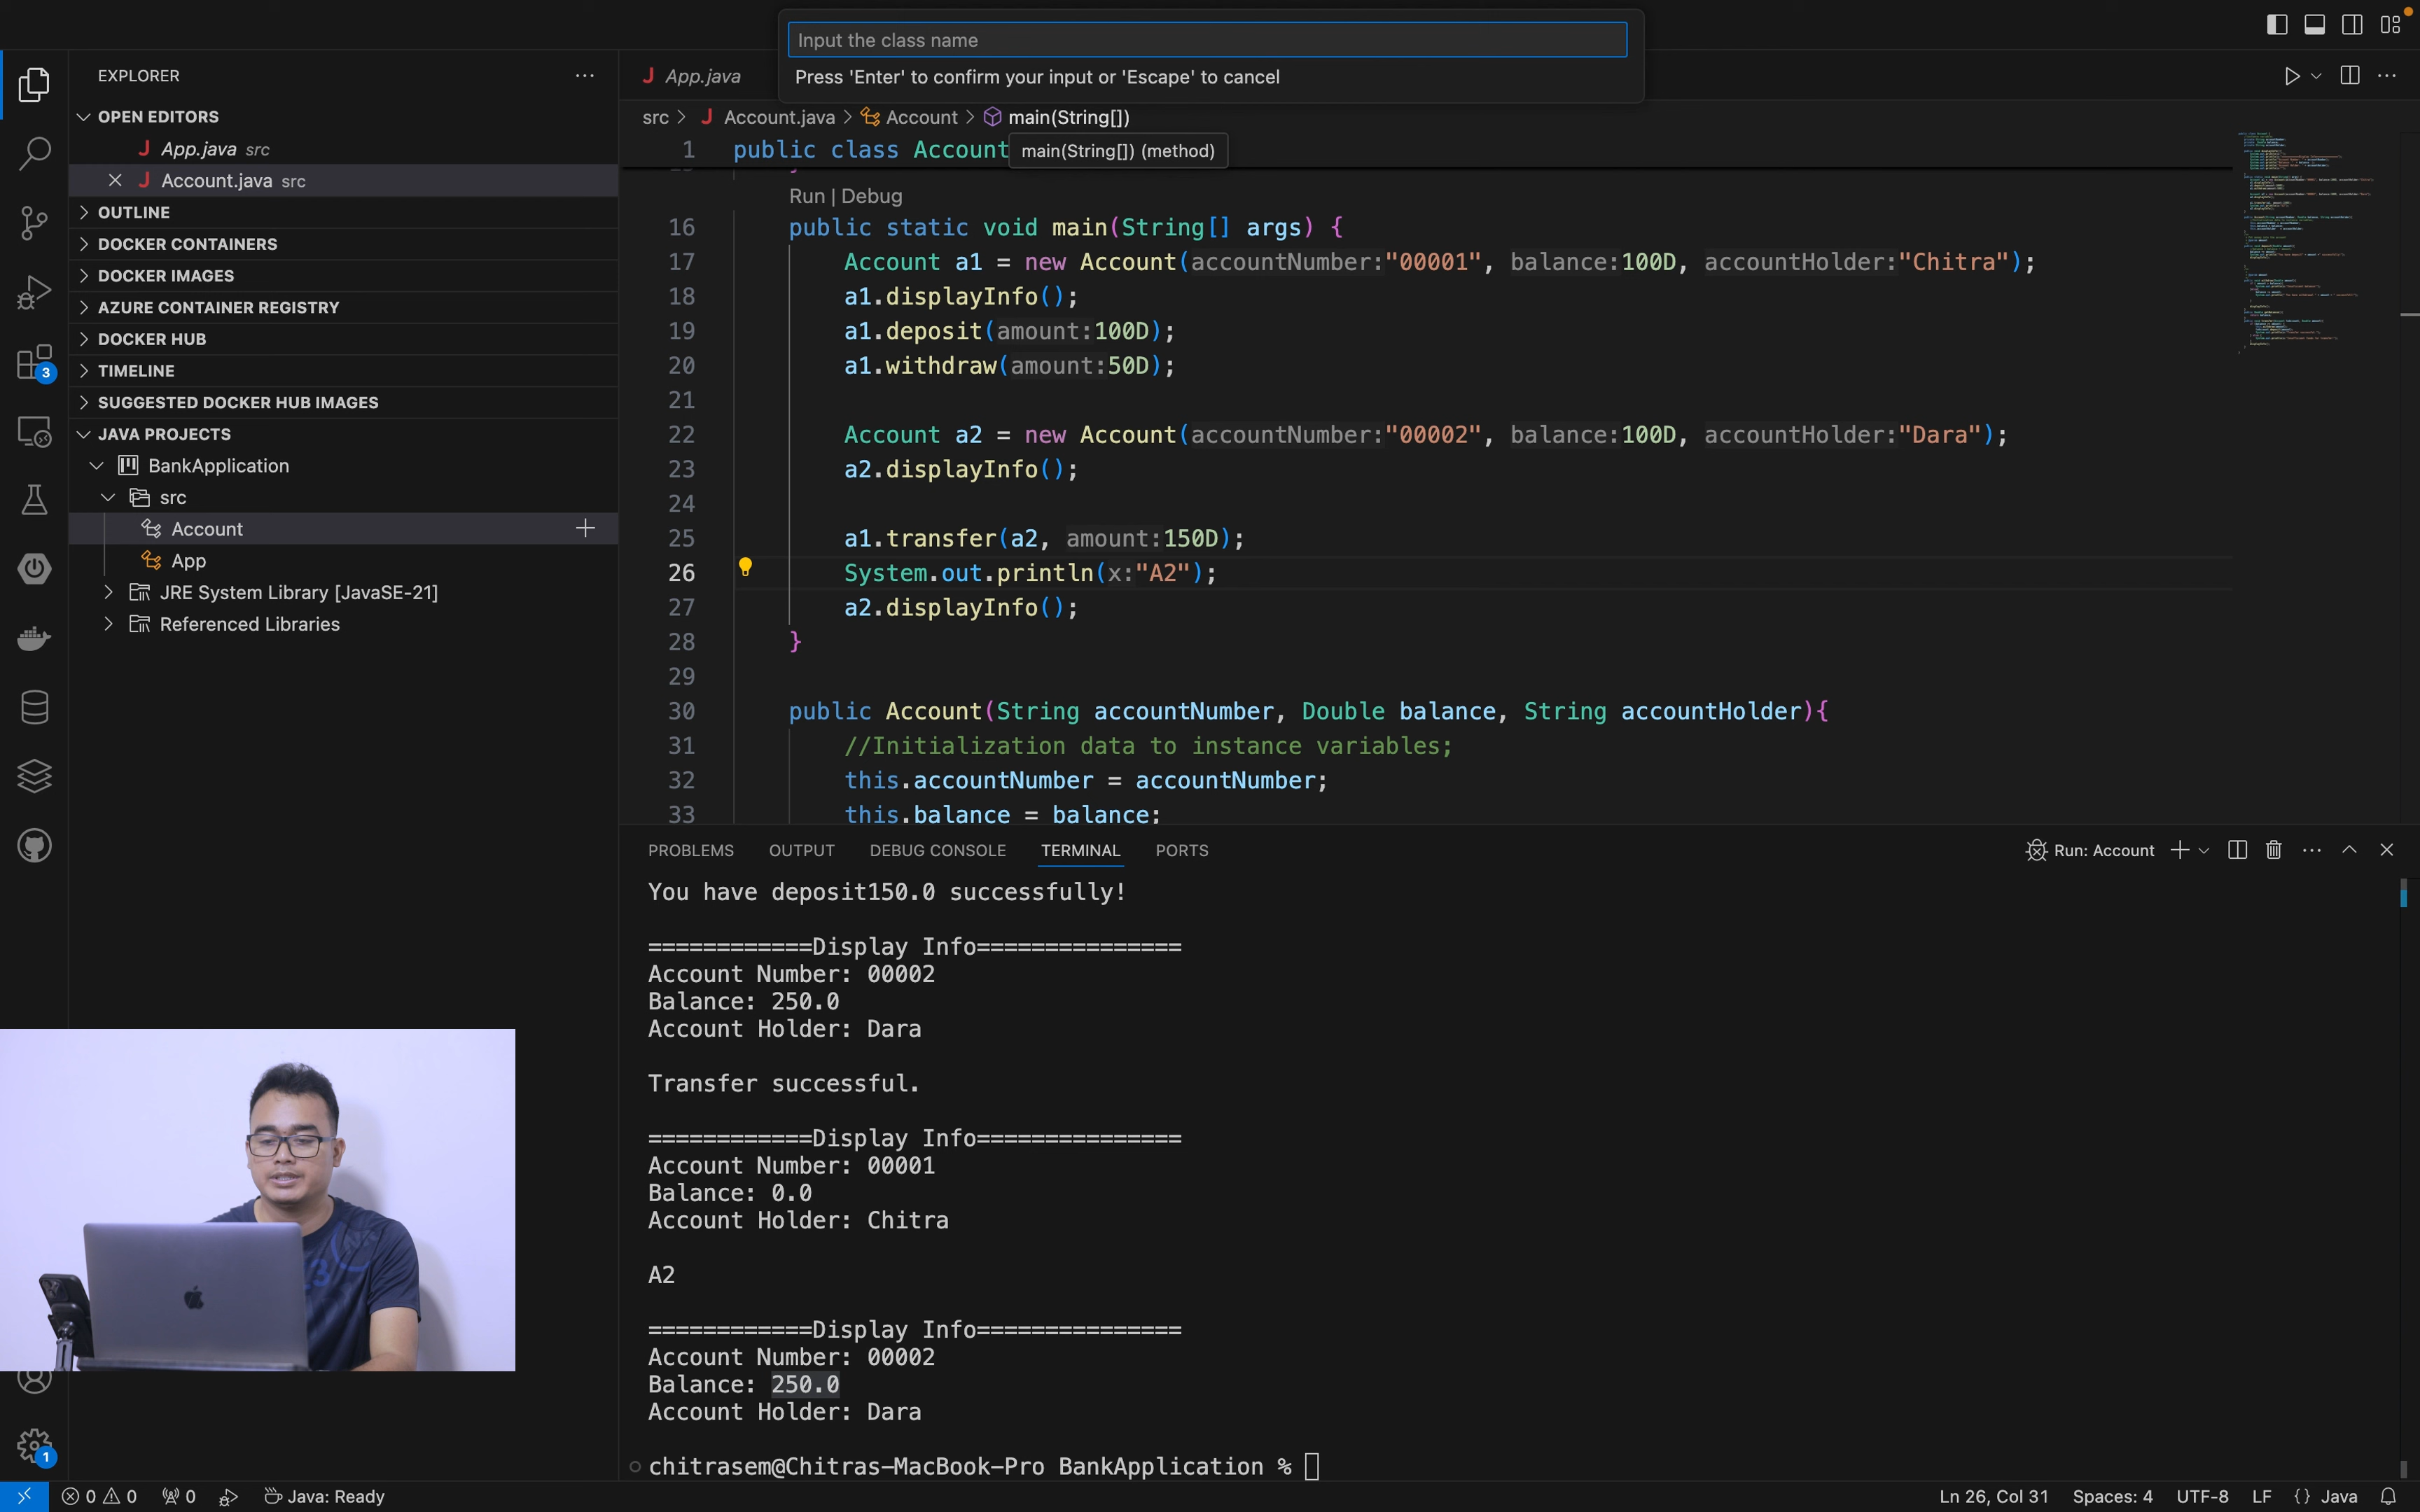 Input the class name
Press 'Enter' to confirm your input or 'Escape' to cancel
EXPLORER
OPEN EDITORS
App.java src
Account.java src
OUTLINE
DOCKER CONTAINERS
DOCKER IMAGES
AZURE CONTAINER REGISTRY
DOCKER HUB
TIMELINE
SUGGESTED DOCKER HUB IMAGES
JAVA PROJECTS
BankApplication
src
Account
App
JRE System Library [JavaSE-21]
Referenced Libraries
3
1
App.java
src > Account.java > Account > main(String[])
main(String[]) (method)
1 public class Account
Run | Debug
16 public static void main(String[] args) {
17 Account a1 = new Account(accountNumber:"00001", balance:100D, accountHolder:"Chitra");
18 a1.displayInfo();
19 a1.deposit(amount:100D);
20 a1.withdraw(amount:50D);
21
22 Account a2 = new Account(accountNumber:"00002", balance:100D, accountHolder:"Dara");
23 a2.displayInfo();
24
25 a1.transfer(a2, amount:150D);
26 System.out.println(x:"A2");
27 a2.displayInfo();
28 }
29
30 public Account(String accountNumber, Double balance, String accountHolder){
31 //Initialization data to instance variables;
32 this.accountNumber = accountNumber;
33 this.balance = balance;
PROBLEMS OUTPUT DEBUG CONSOLE TERMINAL PORTS
Run: Account
You have deposit150.0 successfully!
============Display Info===============
Account Number: 00002
Balance: 250.0
Account Holder: Dara
Transfer successful.
============Display Info===============
Account Number: 00001
Balance: 0.0
Account Holder: Chitra
A2
============Display Info===============
Account Number: 00002
Balance: 250.0
Account Holder: Dara
chitrasem@Chitras-MacBook-Pro BankApplication %
0 0 0 Java: Ready
Ln 26, Col 31 Spaces: 4 UTF-8 LF {} Java